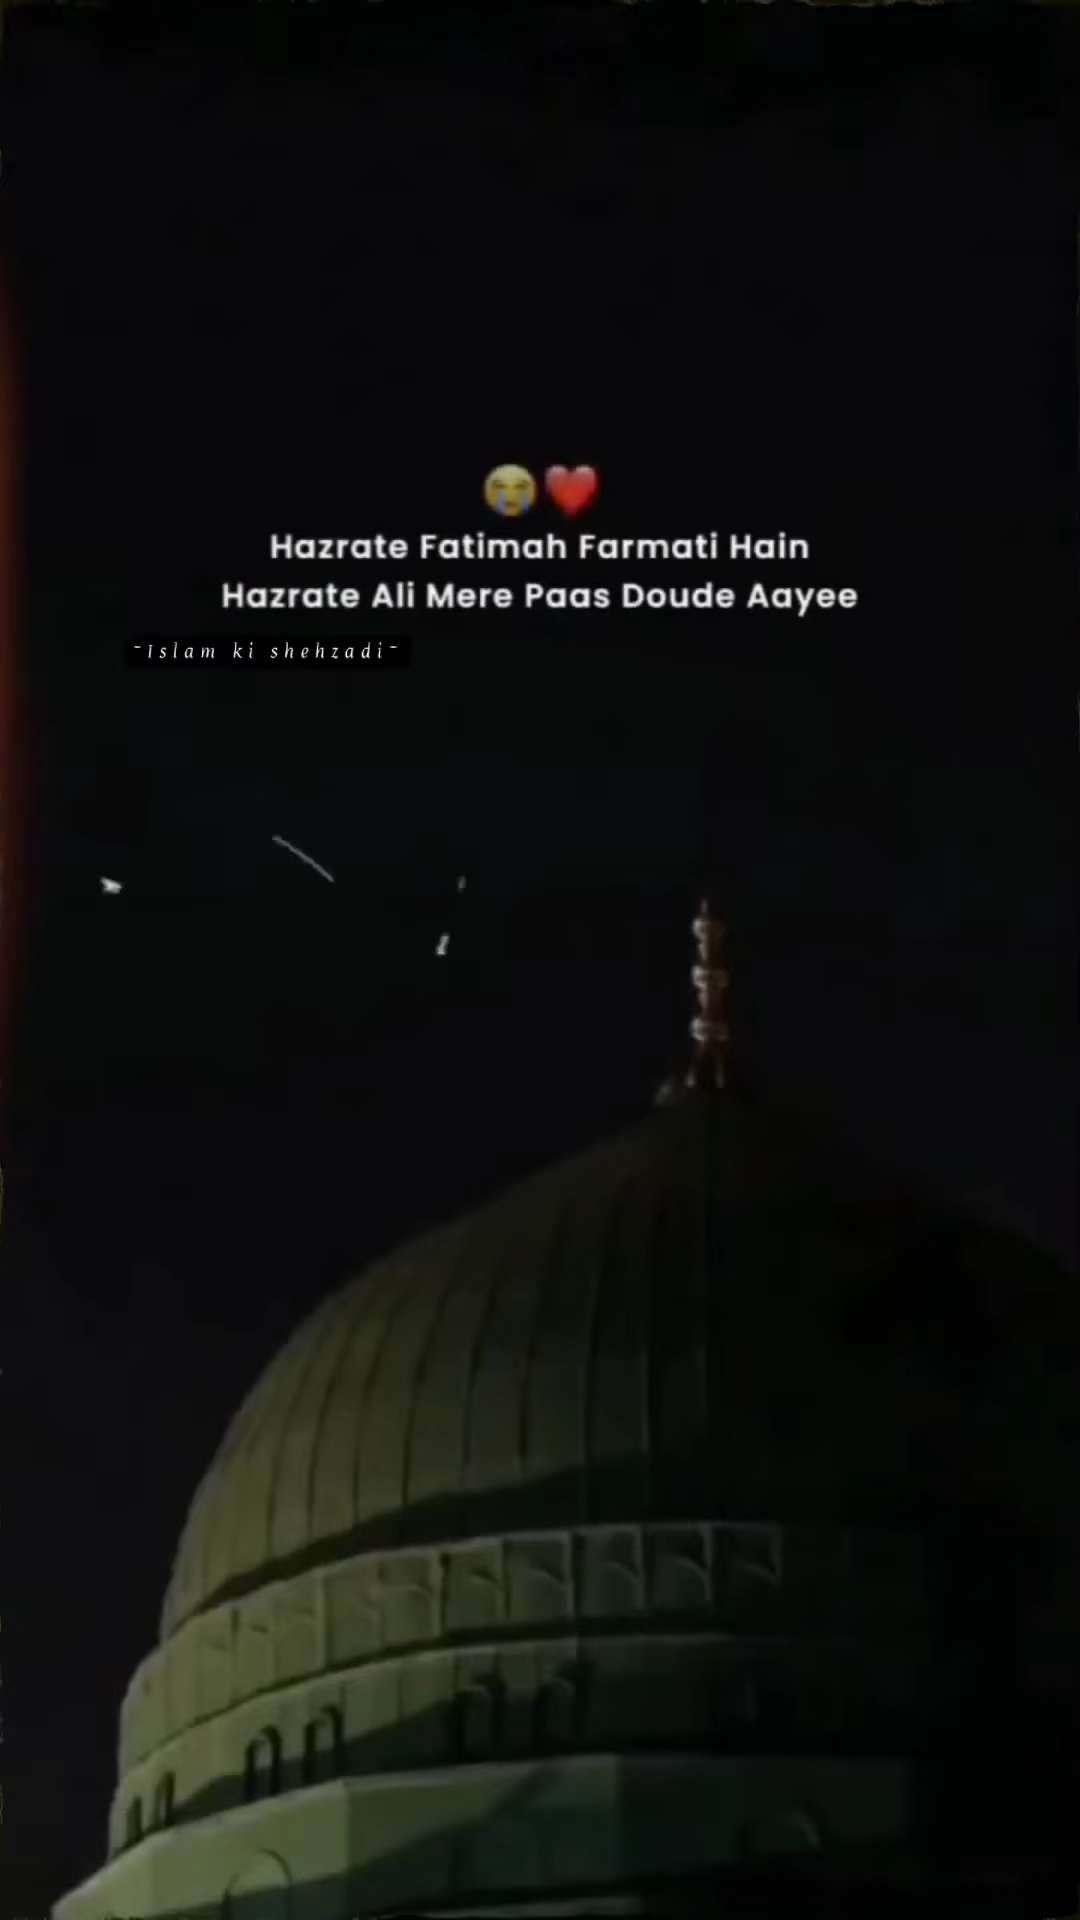 😭❤️
Hazrate Fatimah Farmati Hain
Hazrate Ali Mere Paas Doude Aayee
~Islam ki shehzadi~